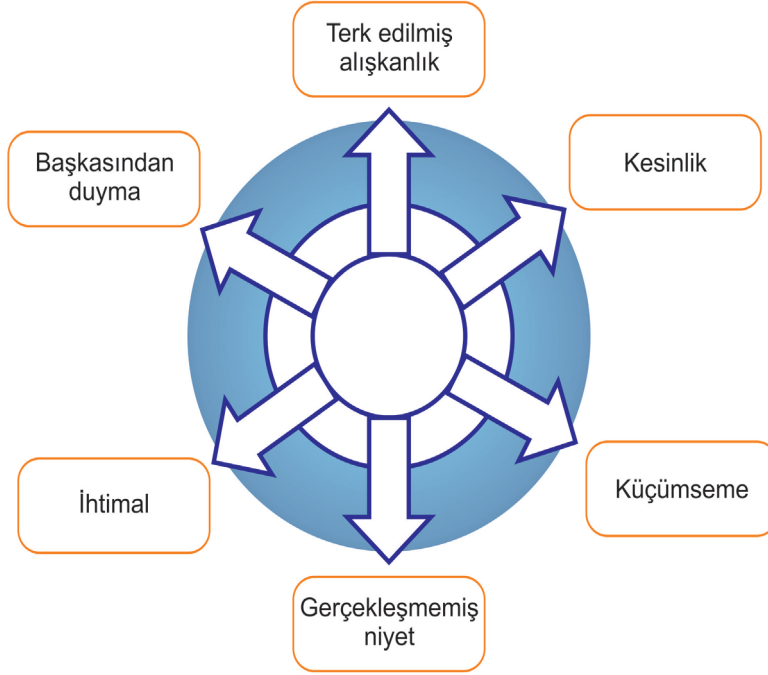 Terk edilmiş
alışkanlık
Başkasından
duyma
Kesinlik
İhtimal
Küçümseme
Gerçekleşmemiş
niyet